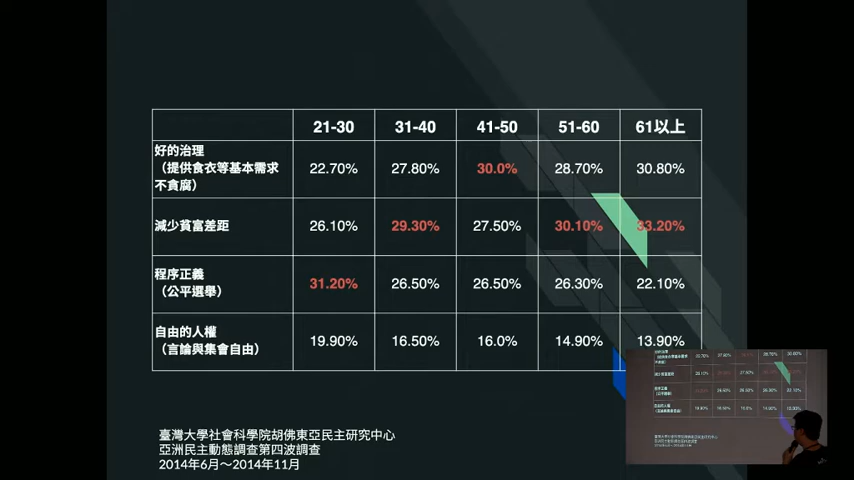 21-30 31-40 41-50 51-60 61以上
好的治理
（提供食衣等基本需求
不貪腐） 22.70% 27.80% 30.0% 28.70% 30.80%
減少貧富差距 26.10% 29.30% 27.50% 30.10% 33.20%
程序正義
（公平選舉） 31.20% 26.50% 26.50% 26.30% 22.10%
自由的人權
（言論與集會自由） 19.90% 16.50% 16.0% 14.90% 13.90%
臺灣大學社會科學院胡佛東亞民主研究中心
亞洲民主動態調查第四波調查
2014年6月～2014年11月